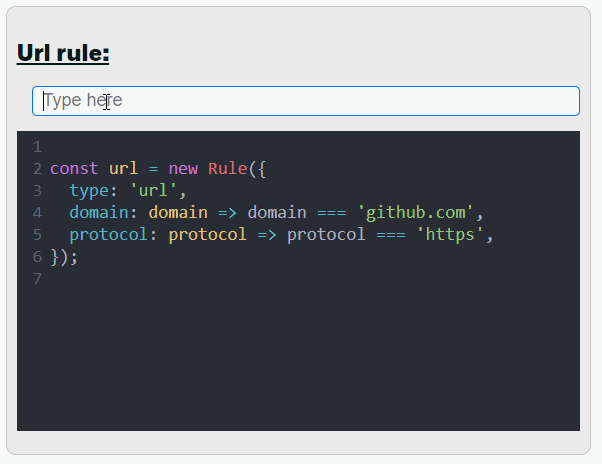 Url rule:
Type here
1
2 const url = new Rule({
3   type: 'url',
4   domain: domain => domain === 'github.com',
5   protocol: protocol => protocol === 'https',
6 });
7